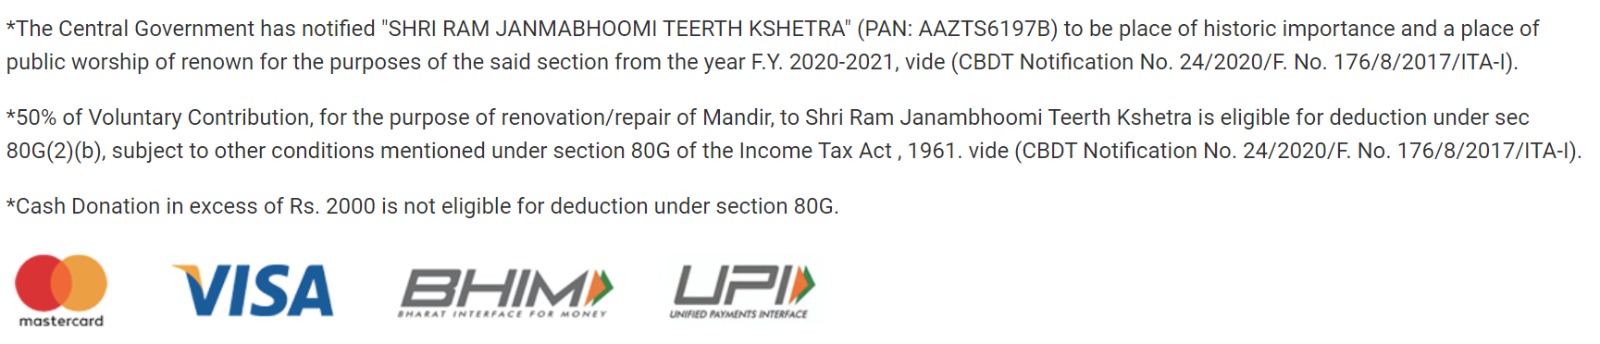 *The Central Government has notified "SHRI RAM JANMABHOOMI TEERTH KSHETRA" (PAN: AAZTS6197B) to be place of historic importance and a place of
public worship of renown for the purposes of the said section from the year F.Y. 2020-2021, vide (CBDT Notification No. 24/2020/F. No. 176/8/2017/ITA-I).
*50% of Voluntary Contribution, for the purpose of renovation/repair of Mandir, to Shri Ram Janambhoomi Teerth Kshetra is eligible for deduction under sec
80G(2)(b), subject to other conditions mentioned under section 80G of the Income Tax Act , 1961. vide (CBDT Notification No. 24/2020/F. No. 176/8/2017/ITA-I).
*Cash Donation in excess of Rs. 2000 is not eligible for deduction under section 80G.
mastercard
VISA
BHIM
BHARAT INTERFACE FOR MONEY
UPI
UNIFIED PAYMENTS INTERFACE